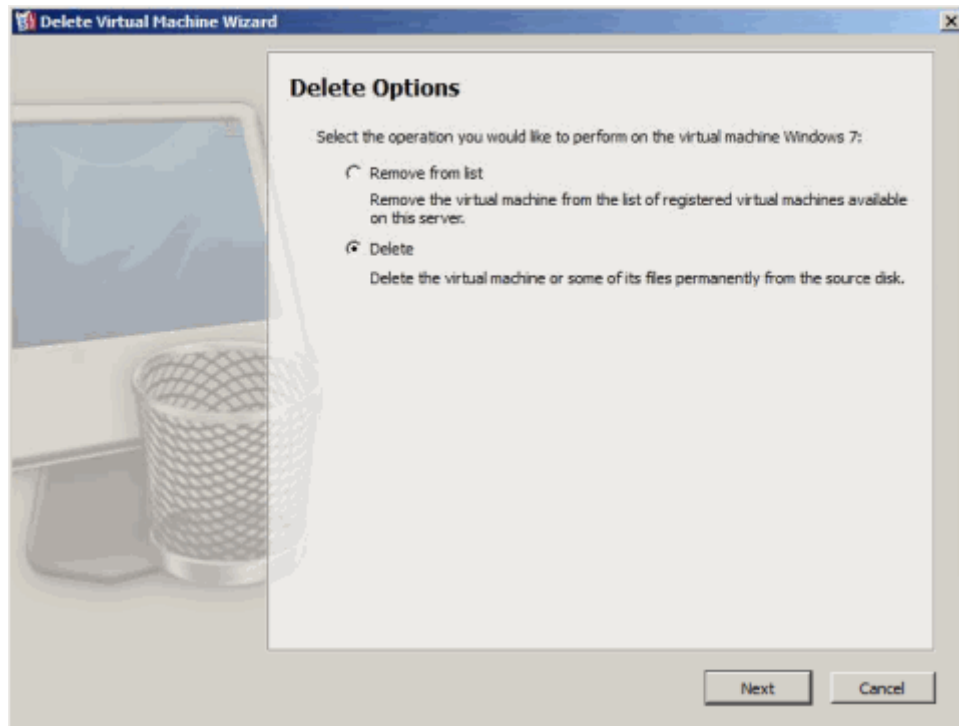 Delete Virtual Machine Wizard
Delete Options
Select the operation you would like to perform on the virtual machine Windows 7:
Remove from list
Remove the virtual machine from the list of registered virtual machines available
on this server.
Delete
Delete the virtual machine or some of its files permanently from the source disk.
Next
Cancel